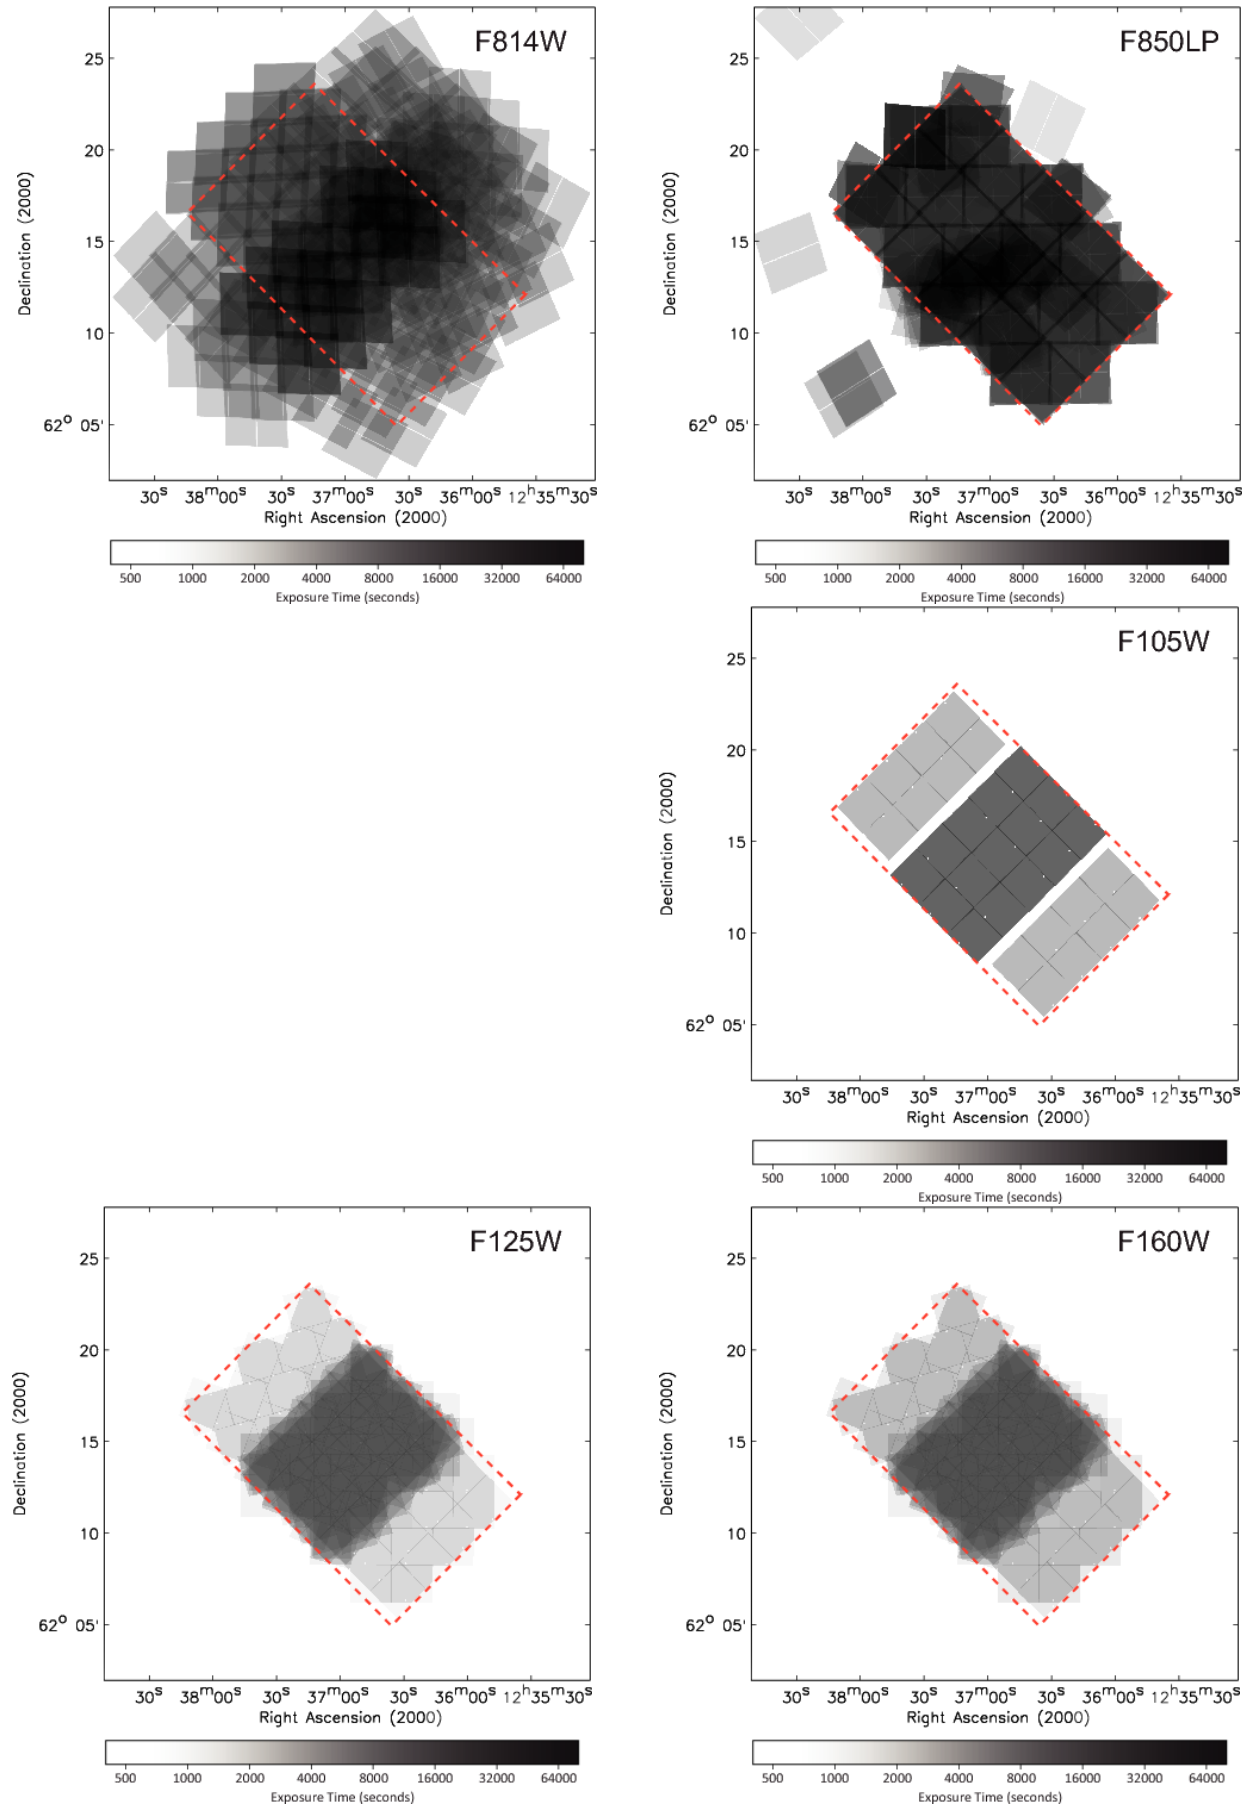 F814W
25
20
15
10
62° 05'
Declination (2000)
30ˢ 38ᵐ00ˢ 30ˢ 37ᵐ00ˢ 30ˢ 36ᵐ00ˢ 12ʰ35ᵐ30ˢ
Right Ascension (2000)
500 1000 2000 4000 8000 16000 32000 64000
Exposure Time (seconds)
F850LP
25
20
15
10
62° 05'
Declination (2000)
30ˢ 38ᵐ00ˢ 30ˢ 37ᵐ00ˢ 30ˢ 36ᵐ00ˢ 12ʰ35ᵐ30ˢ
Right Ascension (2000)
500 1000 2000 4000 8000 16000 32000 64000
Exposure Time (seconds)
F105W
25
20
15
10
62° 05'
Declination (2000)
30ˢ 38ᵐ00ˢ 30ˢ 37ᵐ00ˢ 30ˢ 36ᵐ00ˢ 12ʰ35ᵐ30ˢ
Right Ascension (2000)
500 1000 2000 4000 8000 16000 32000 64000
Exposure Time (seconds)
F125W
25
20
15
10
62° 05'
Declination (2000)
30ˢ 38ᵐ00ˢ 30ˢ 37ᵐ00ˢ 30ˢ 36ᵐ00ˢ 12ʰ35ᵐ30ˢ
Right Ascension (2000)
500 1000 2000 4000 8000 16000 32000 64000
Exposure Time (seconds)
F160W
25
20
15
10
62° 05'
Declination (2000)
30ˢ 38ᵐ00ˢ 30ˢ 37ᵐ00ˢ 30ˢ 36ᵐ00ˢ 12ʰ35ᵐ30ˢ
Right Ascension (2000)
500 1000 2000 4000 8000 16000 32000 64000
Exposure Time (seconds)